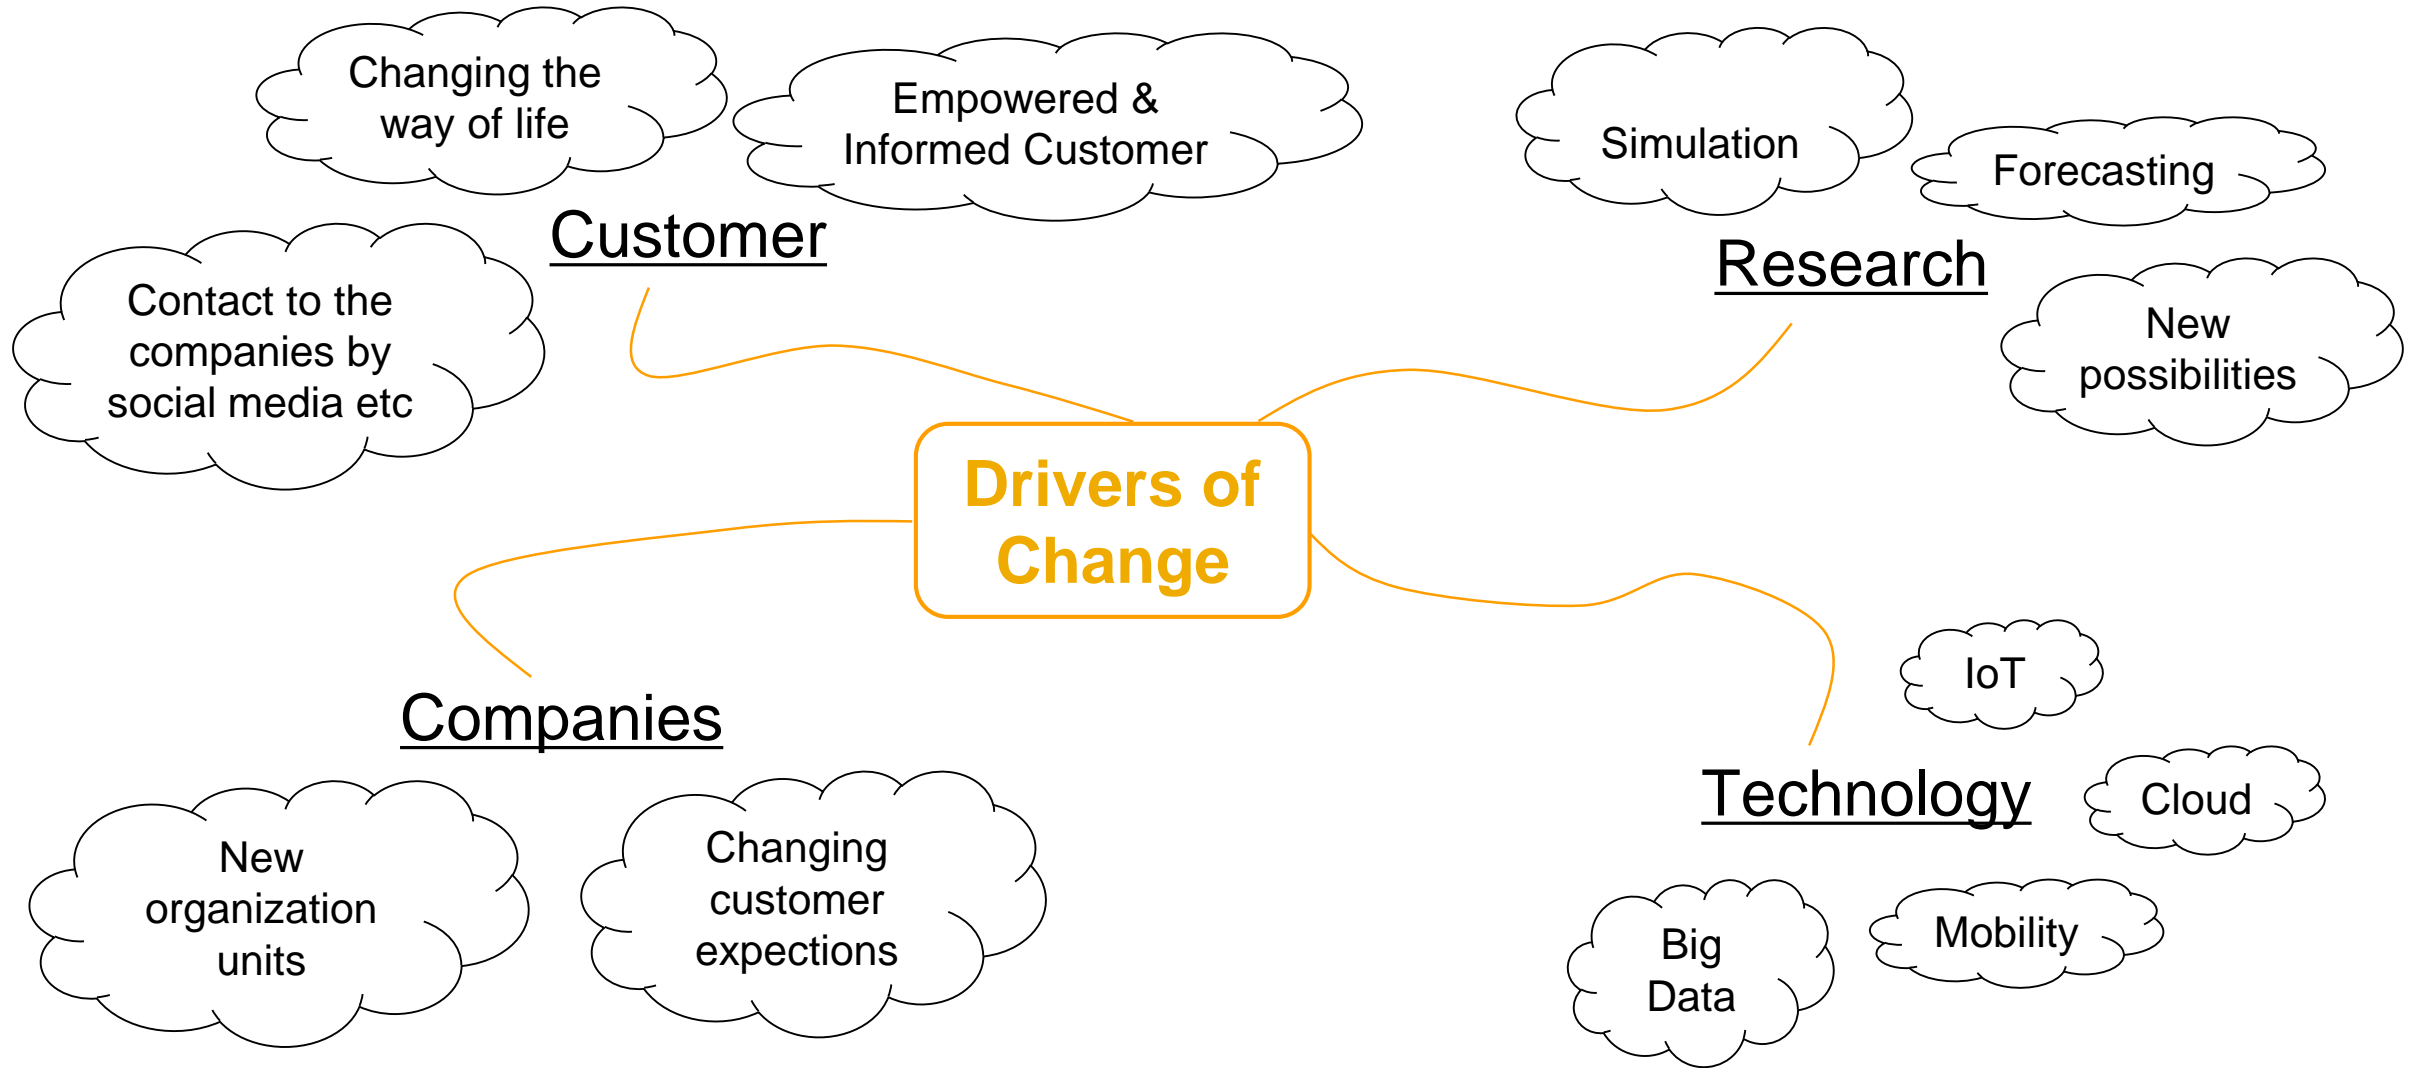 Changing the
way of life
Empowered &
Informed Customer
Customer
Contact to the
companies by
social media etc
Simulation
Forecasting
Research
New
possibilities
Drivers of
Change
Companies
New
organization
units
Changing
customer
expections
IoT
Technology
Cloud
Mobility
Big
Data